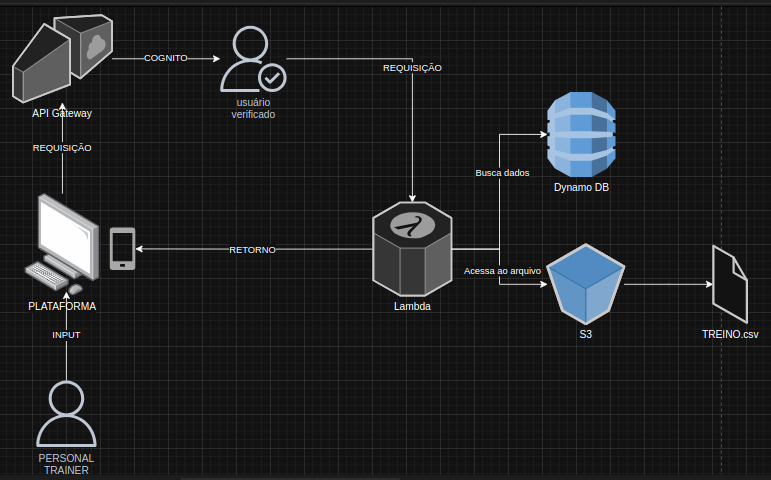 COGNITO
REQUISIÇÃO
usuário
verificado
API Gateway
REQUISIÇÃO
Busca dados
Dynamo DB
RETORNO
Acessa ao arquivo
PLATAFORMA
Lambda
S3
TREINO.csv
INPUT
PERSONAL
TRAINER